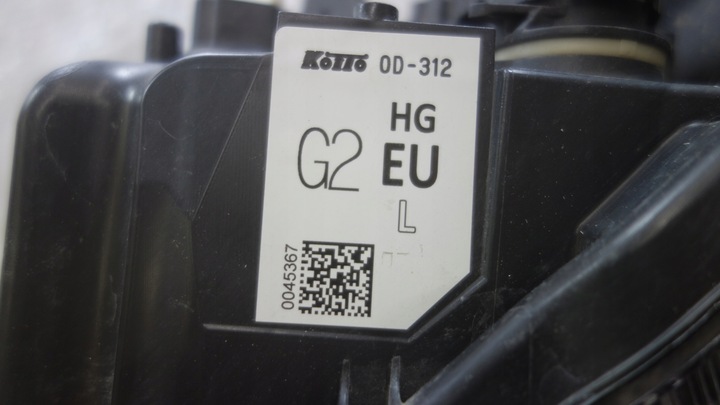 KOITO OD-312
HG
G2 EU
L
0045367